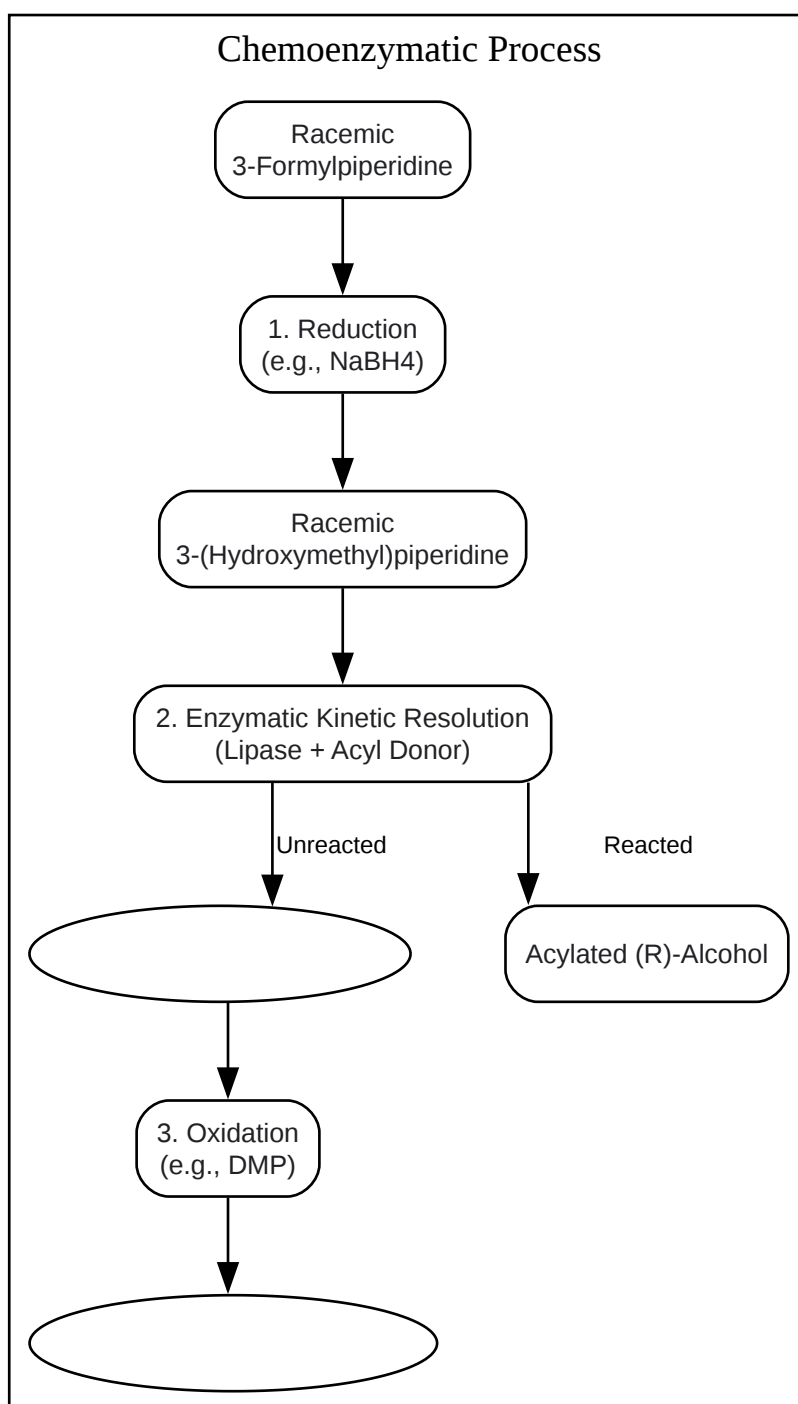 Chemoenzymatic Process
Racemic
3-Formylpiperidine
1. Reduction
(e.g., NaBH4)
Racemic
3-(Hydroxymethyl)piperidine
2. Enzymatic Kinetic Resolution
(Lipase + Acyl Donor)
Unreacted
Reacted
Acylated (R)-Alcohol
3. Oxidation
(e.g., DMP)